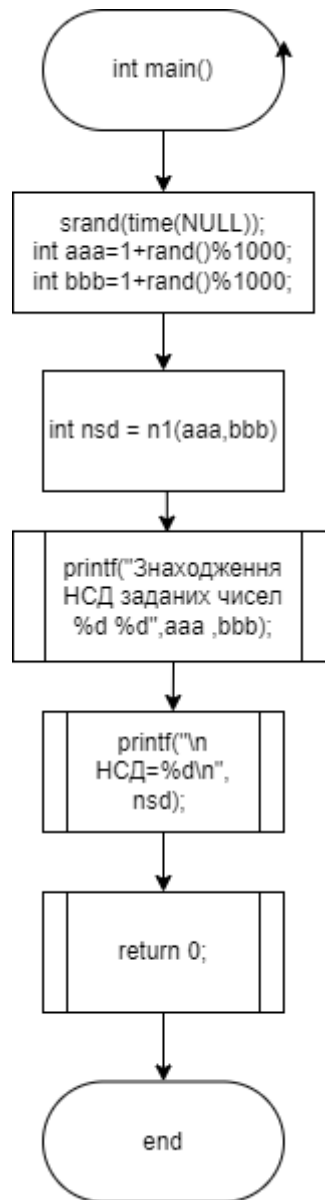 int main()
srand(time(NULL));
int aaa=1+rand()%1000;
int bbb=1+rand()%1000;
int nsd = n1(aaa,bbb)
printf("Знаходження
НСД заданих чисел
%d %d",aaa ,bbb);
printf("\n
НСД=%d\n",
nsd);
return 0;
end